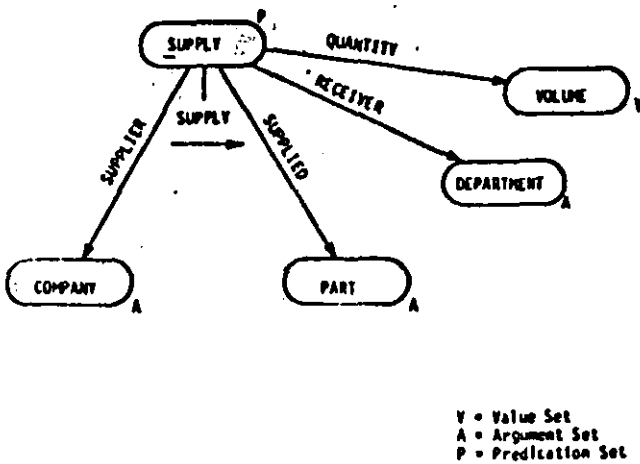 P
SUPPLY
QUANTITY
VOLUME
V
RECEIVER
SUPPLY
SUPPLIER
SUPPLIED
DEPARTMENT
A
COMPANY
A
PART
A
V = Value Set
A = Argument Set
P = Predication Set